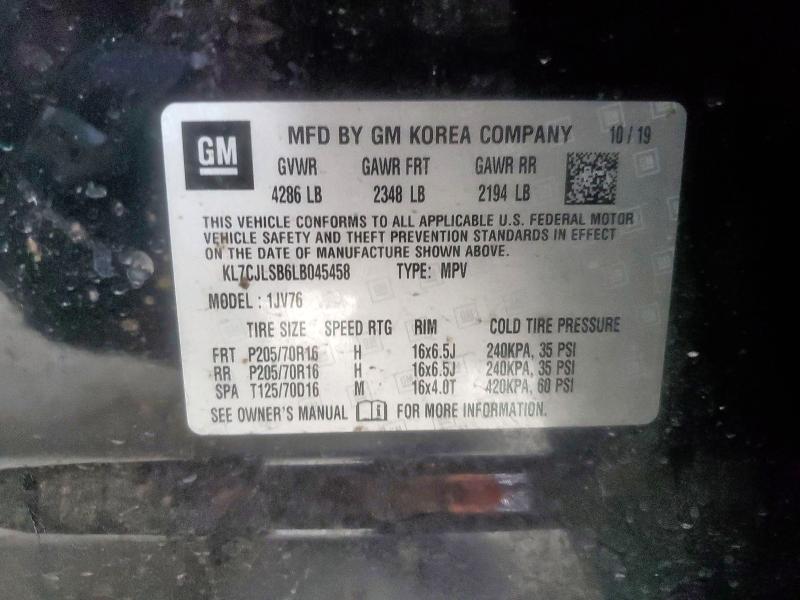 GM MFD BY GM KOREA COMPANY 10 / 19
GVWR GAWR FRT GAWR RR
4286 LB 2348 LB 2194 LB
THIS VEHICLE CONFORMS TO ALL APPLICABLE U.S. FEDERAL MOTOR
VEHICLE SAFETY AND THEFT PREVENTION STANDARDS IN EFFECT
ON THE DATE OF MANUFACTURE SHOWN ABOVE.
KL7CJLSB6LB045458 TYPE: MPV
MODEL : 1JV76
TIRE SIZE SPEED RTG RIM COLD TIRE PRESSURE
FRT P205/70R16 H 16x6.5J 240KPA, 35 PSI
RR P205/70R16 H 16x6.5J 240KPA, 35 PSI
SPA T125/70D16 M 16x4.0T 420KPA, 60 PSI
SEE OWNER'S MANUAL i FOR MORE INFORMATION.